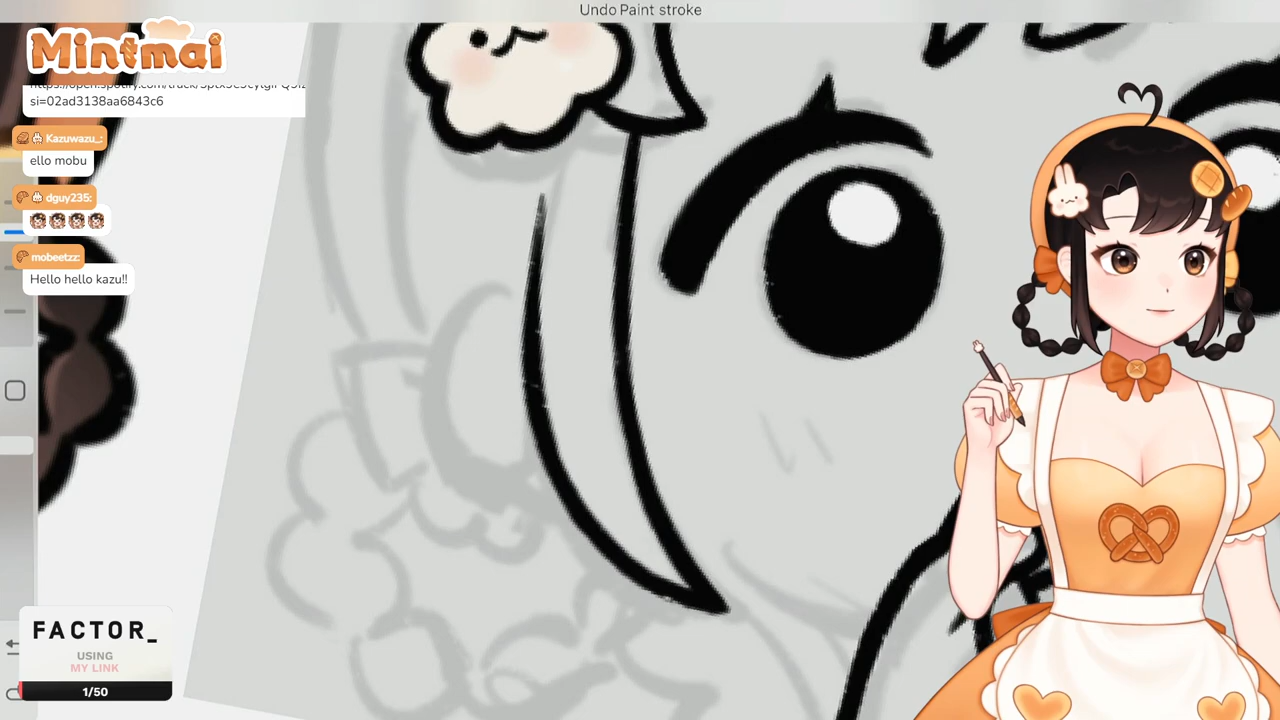 Undo Paint stroke
Mintmai
si=02ad3138aa6843c6
Kazuwazu_:
ello mobu
dguy235:
mobeetzz:
Hello hello kazu!!
FACTOR_
USING
MY LINK
1/50